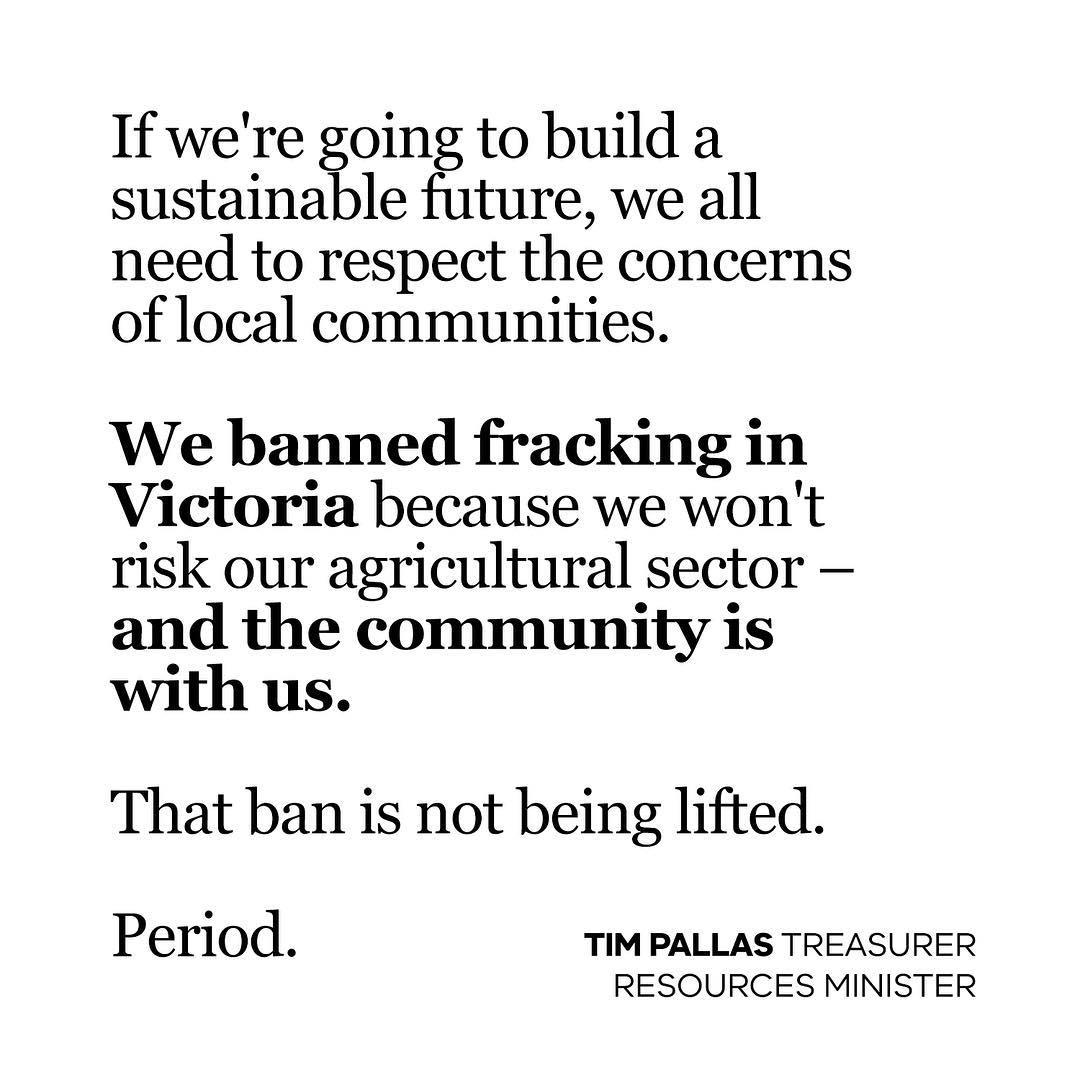 If we're going to build a
sustainable future, we all
need to respect the concerns
of local communities.
We banned fracking in
Victoria because we won't
risk our agricultural sector –
and the community is
with us.
That ban is not being lifted.
Period.
TIM PALLAS TREASURER
RESOURCES MINISTER